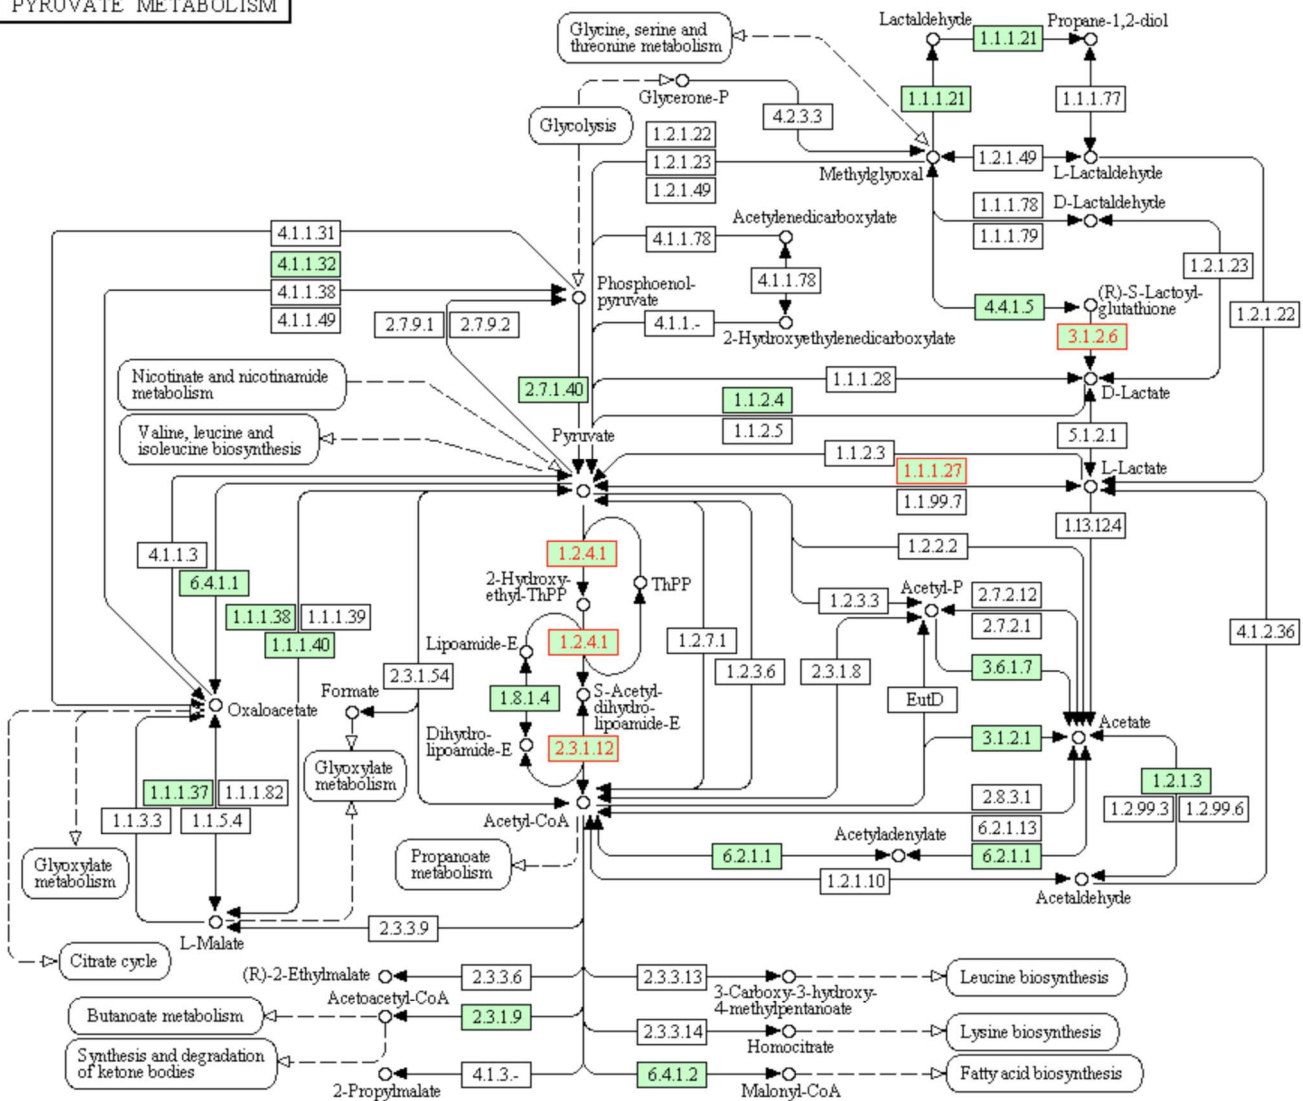 PYRUVATE METABOLISM
Glycine, serine and
threonine metabolism
Lactaldehyde
Propane-1,2-diol
1.1.1.21
1.1.1.21
1.1.1.77
Glycerone-P
4.2.3.3
Glycolysis
1.2.1.22
1.2.1.23
1.2.1.49
Methylglyoxal
1.2.1.49
L-Lactaldehyde
D-Lactaldehyde
1.1.1.78
1.1.1.79
Acetylenedicarboxylate
4.1.1.78
4.1.1.78
4.1.1.-
2-Hydroxyethylenedicarboxylate
1.2.1.23
1.2.1.22
4.1.1.31
4.1.1.32
4.1.1.38
4.1.1.49
Phosphoenol-
pyruvate
2.7.9.1
2.7.9.2
4.4.1.5
(R)-S-Lactoyl-
glutathione
3.1.2.6
Nicotinate and nicotinamide
metabolism
Valine, leucine and
isoleucine biosynthesis
2.7.1.40
1.1.1.28
D-Lactate
1.1.2.4
1.1.2.5
Pyruvate
5.1.2.1
1.1.2.3
1.1.1.27
1.1.99.7
L-Lactate
1.13.12.4
4.1.1.3
6.4.1.1
1.1.1.38
1.1.1.39
1.1.1.40
1.2.4.1
2-Hydroxy-
ethyl-ThPP
ThPP
1.2.2.2
1.2.3.3
Acetyl-P
2.7.2.12
2.7.2.1
Lipoamide-E
1.2.4.1
1.2.7.1
1.2.3.6
2.3.1.8
3.6.1.7
4.1.2.36
2.3.1.54
1.8.1.4
S-Acetyl-
dihydro-
lipoamide-E
EutD
Oxaloacetate
Formate
Dihydro-
lipoamide-E
2.3.1.12
3.1.2.1
Acetate
Glyoxylate
metabolism
1.1.1.37
1.1.1.82
1.1.3.3
1.1.5.4
1.2.1.3
1.2.99.3
1.2.99.6
Acetyl-CoA
2.8.3.1
6.2.1.13
6.2.1.1
Acetyladenylate
6.2.1.1
1.2.1.10
Acetaldehyde
Glyoxylate
metabolism
Propanoate
metabolism
L-Malate
2.3.3.9
Citrate cycle
(R)-2-Ethylmalate
2.3.3.6
2.3.3.13
3-Carboxy-3-hydroxy-
4-methylpentanoate
Leucine biosynthesis
Butanoate metabolism
Acetoacetyl-CoA
2.3.1.9
2.3.3.14
Homocitrate
Lysine biosynthesis
Synthesis and degradation
of ketone bodies
2-Propylmalate
4.1.3.-
6.4.1.2
Malonyl-CoA
Fatty acid biosynthesis